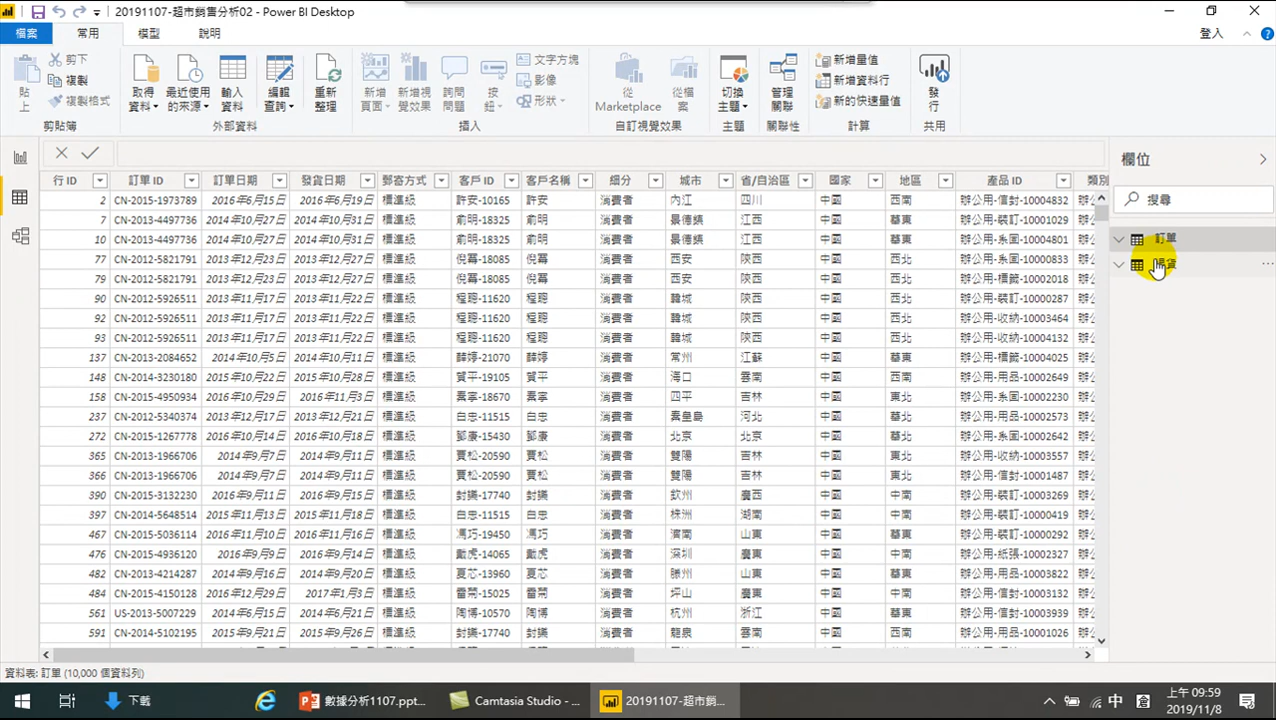 20191107-超市銷售分析02 - Power BI Desktop
檔案 常用 模型 說明 登入
貼上 剪下 複製 複製格式 剪貼簿
取得資料 最近使用的來源 輸入資料 編輯查詢 重新整理 外部資料
新增頁面 新增視覺效果 詢問問題 按鈕 文字方塊 影像 形狀 插入
從 Marketplace 從檔案 自訂視覺效果
切換主題 主題 管理關聯 關聯性
新增量值 新增資料行 新的快速量值 計算
發行 共用
欄位
搜尋
訂單
行 ID 訂單 ID 訂單日期 發貨日期 郵寄方式 客戶 ID 客戶名稱 細分 城市 省/自治區 國家 地區 產品 ID 類別
2 CN-2015-1973789 2016年6月15日 2016年6月19日 標準級 許安-10165 許安 消費者 內江 四川 中國 西南 辦公用-信封-10004832 辦公
7 CN-2013-4497736 2014年10月27日 2014年10月31日 標準級 俞明-18325 俞明 消費者 景德鎮 江西 中國 華東 辦公用-裝訂-10001029 辦公
10 CN-2013-4497736 2014年10月27日 2014年10月31日 標準級 俞明-18325 俞明 消費者 景德鎮 江西 中國 華東 辦公用-系固-10004801 辦公
77 CN-2012-5821791 2013年12月17日 2013年12月21日 標準級 -18085 消費者 西安 陝西 中國 西北 辦公用-系固-10000833 辦公
79 CN-2012-5821791 2013年12月17日 2013年12月21日 標準級 -18085 消費者 西安 陝西 中國 西北 辦公用-標籤-10002018 辦公
90 CN-2012-5926511 2013年11月17日 2013年11月22日 標準級 程聰-11620 程聰 消費者 韓城 陝西 中國 西北 辦公用-裝訂-10000287 辦公
92 CN-2012-5926511 2013年11月17日 2013年11月22日 標準級 程聰-11620 程聰 消費者 韓城 陝西 中國 西北 辦公用-收納-10003464 辦公
93 CN-2012-5926511 2013年11月17日 2013年11月22日 標準級 程聰-11620 程聰 消費者 韓城 陝西 中國 西北 辦公用-收納-10004132 辦公
137 CN-2013-2084652 2014年10月5日 2014年10月11日 標準級 薛婷-21070 薛婷 消費者 常州 江蘇 中國 華東 辦公用-標籤-10004025 辦公
148 CN-2014-3230180 2015年10月22日 2015年10月28日 標準級 賀平-19105 賀平 消費者 海口 雲南 中國 西南 辦公用-用品-10002649 辦公
158 CN-2015-4950934 2016年10月29日 2016年11月3日 標準級 -18670 消費者 四平 吉林 中國 東北 辦公用-系固-10002230 辦公
237 CN-2012-5340374 2013年12月17日 2013年12月21日 標準級 白忠-11515 白忠 消費者 秦皇島 河北 中國 華北 辦公用-用品-10002573 辦公
272 CN-2015-1267778 2016年10月14日 2016年10月18日 標準級 -15430 消費者 北京 北京 中國 華北 辦公用-系固-10002642 辦公
365 CN-2013-1966706 2014年9月7日 2014年9月11日 標準級 賈松-20590 賈松 消費者 雙陽 吉林 中國 東北 辦公用-收納-10003557 辦公
366 CN-2013-1966706 2014年9月7日 2014年9月11日 標準級 賈松-20590 賈松 消費者 雙陽 吉林 中國 東北 辦公用-信封-10001487 辦公
390 CN-2015-3132230 2016年9月11日 2016年9月15日 標準級 -17740 消費者 欽州 廣西 中國 中南 辦公用-裝訂-10003269 辦公
397 CN-2014-5648514 2015年11月13日 2015年11月18日 標準級 白忠-11515 白忠 消費者 株洲 湖南 中國 中南 辦公用-裝訂-10000419 辦公
467 CN-2015-5036114 2016年11月10日 2016年11月16日 標準級 馮巧-19450 馮巧 消費者 濟南 山東 中國 華東 辦公用-裝訂-10000292 辦公
476 CN-2015-4936120 2016年9月9日 2016年9月14日 標準級 戴虎-14065 戴虎 消費者 深圳 廣東 中國 中南 辦公用-紙張-10002327 辦公
482 CN-2013-4214287 2014年9月16日 2014年9月20日 標準級 夏芯-13960 夏芯 消費者 滕州 山東 中國 華東 辦公用-用品-10003822 辦公
484 CN-2015-4150128 2016年12月29日 2017年1月3日 標準級 -15025 消費者 坪山 廣東 中國 中南 辦公用-信封-10003132 辦公
561 US-2013-5007229 2014年6月15日 2014年6月21日 標準級 陶博-10570 陶博 消費者 杭州 浙江 中國 華東 辦公用-信封-10003939 辦公
591 CN-2014-5102195 2015年9月21日 2015年9月26日 標準級 -17740 消費者 龍泉 雲南 中國 西南 辦公用-用品-10001026 辦公
資料表: 訂單 (10,000 個資料列)
下載 數據分析1107.ppt... Camtasia Studio - ... 20191107-超市銷... 中 上午 09:59
2019/11/8